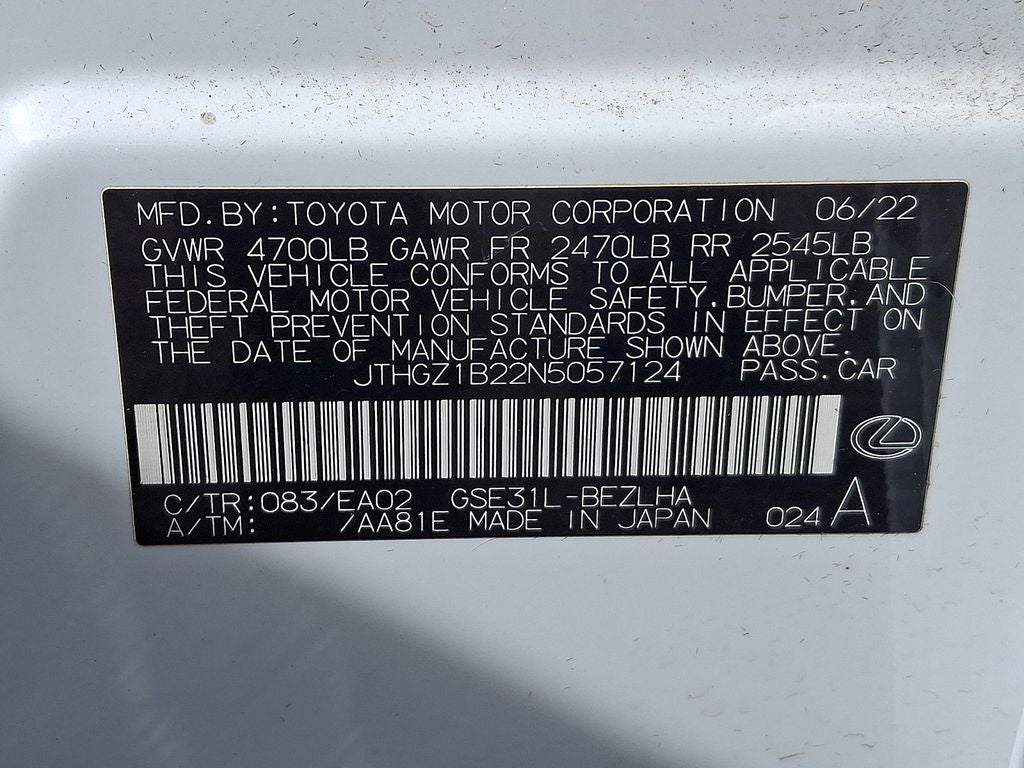 MFD.BY:TOYOTA MOTOR CORPORATION 06/22
GVWR 4700LB GAWR FR 2470LB RR 2545LB
THIS VEHICLE CONFORMS TO ALL APPLICABLE
FEDERAL MOTOR VEHICLE SAFETY,BUMPER,AND
THEFT PREVENTION STANDARDS IN EFFECT ON
THE DATE OF MANUFACTURE SHOWN ABOVE.
JTHGZ1B22N5057124 PASS.CAR
C/TR:083/EA02 GSE31L-BEZLHA
A/TM: /AA81E MADE IN JAPAN 024 A